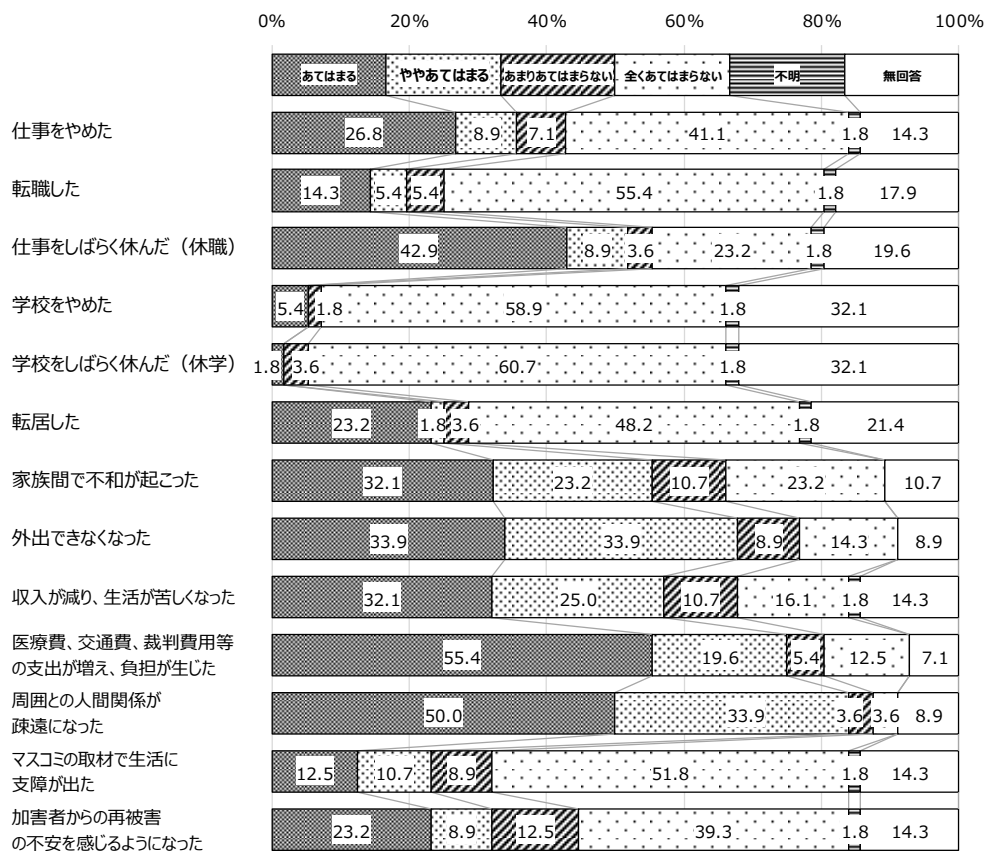 0% 20% 40% 60% 80% 100%
あてはまる ややあてはまる あまりあてはまらない 全くあてはまらない 不明 無回答
仕事をやめた 26.8 8.9 7.1 41.1 1.8 14.3
転職した 14.3 5.4 5.4 55.4 1.8 17.9
仕事をしばらく休んだ（休職） 42.9 8.9 3.6 23.2 1.8 19.6
学校をやめた 5.4 1.8 58.9 1.8 32.1
学校をしばらく休んだ（休学） 1.8 3.6 60.7 1.8 32.1
転居した 23.2 1.8 3.6 48.2 1.8 21.4
家族間で不和が起こった 32.1 23.2 10.7 23.2 10.7
外出できなくなった 33.9 33.9 8.9 14.3 8.9
収入が減り、生活が苦しくなった 32.1 25.0 10.7 16.1 1.8 14.3
医療費、交通費、裁判費用等
の支出が増え、負担が生じた 55.4 19.6 5.4 12.5 7.1
周囲との人間関係が
疎遠になった 50.0 33.9 3.6 3.6 8.9
マスコミの取材で生活に
支障が出た 12.5 10.7 8.9 51.8 1.8 14.3
加害者からの再被害
の不安を感じるようになった 23.2 8.9 12.5 39.3 1.8 14.3